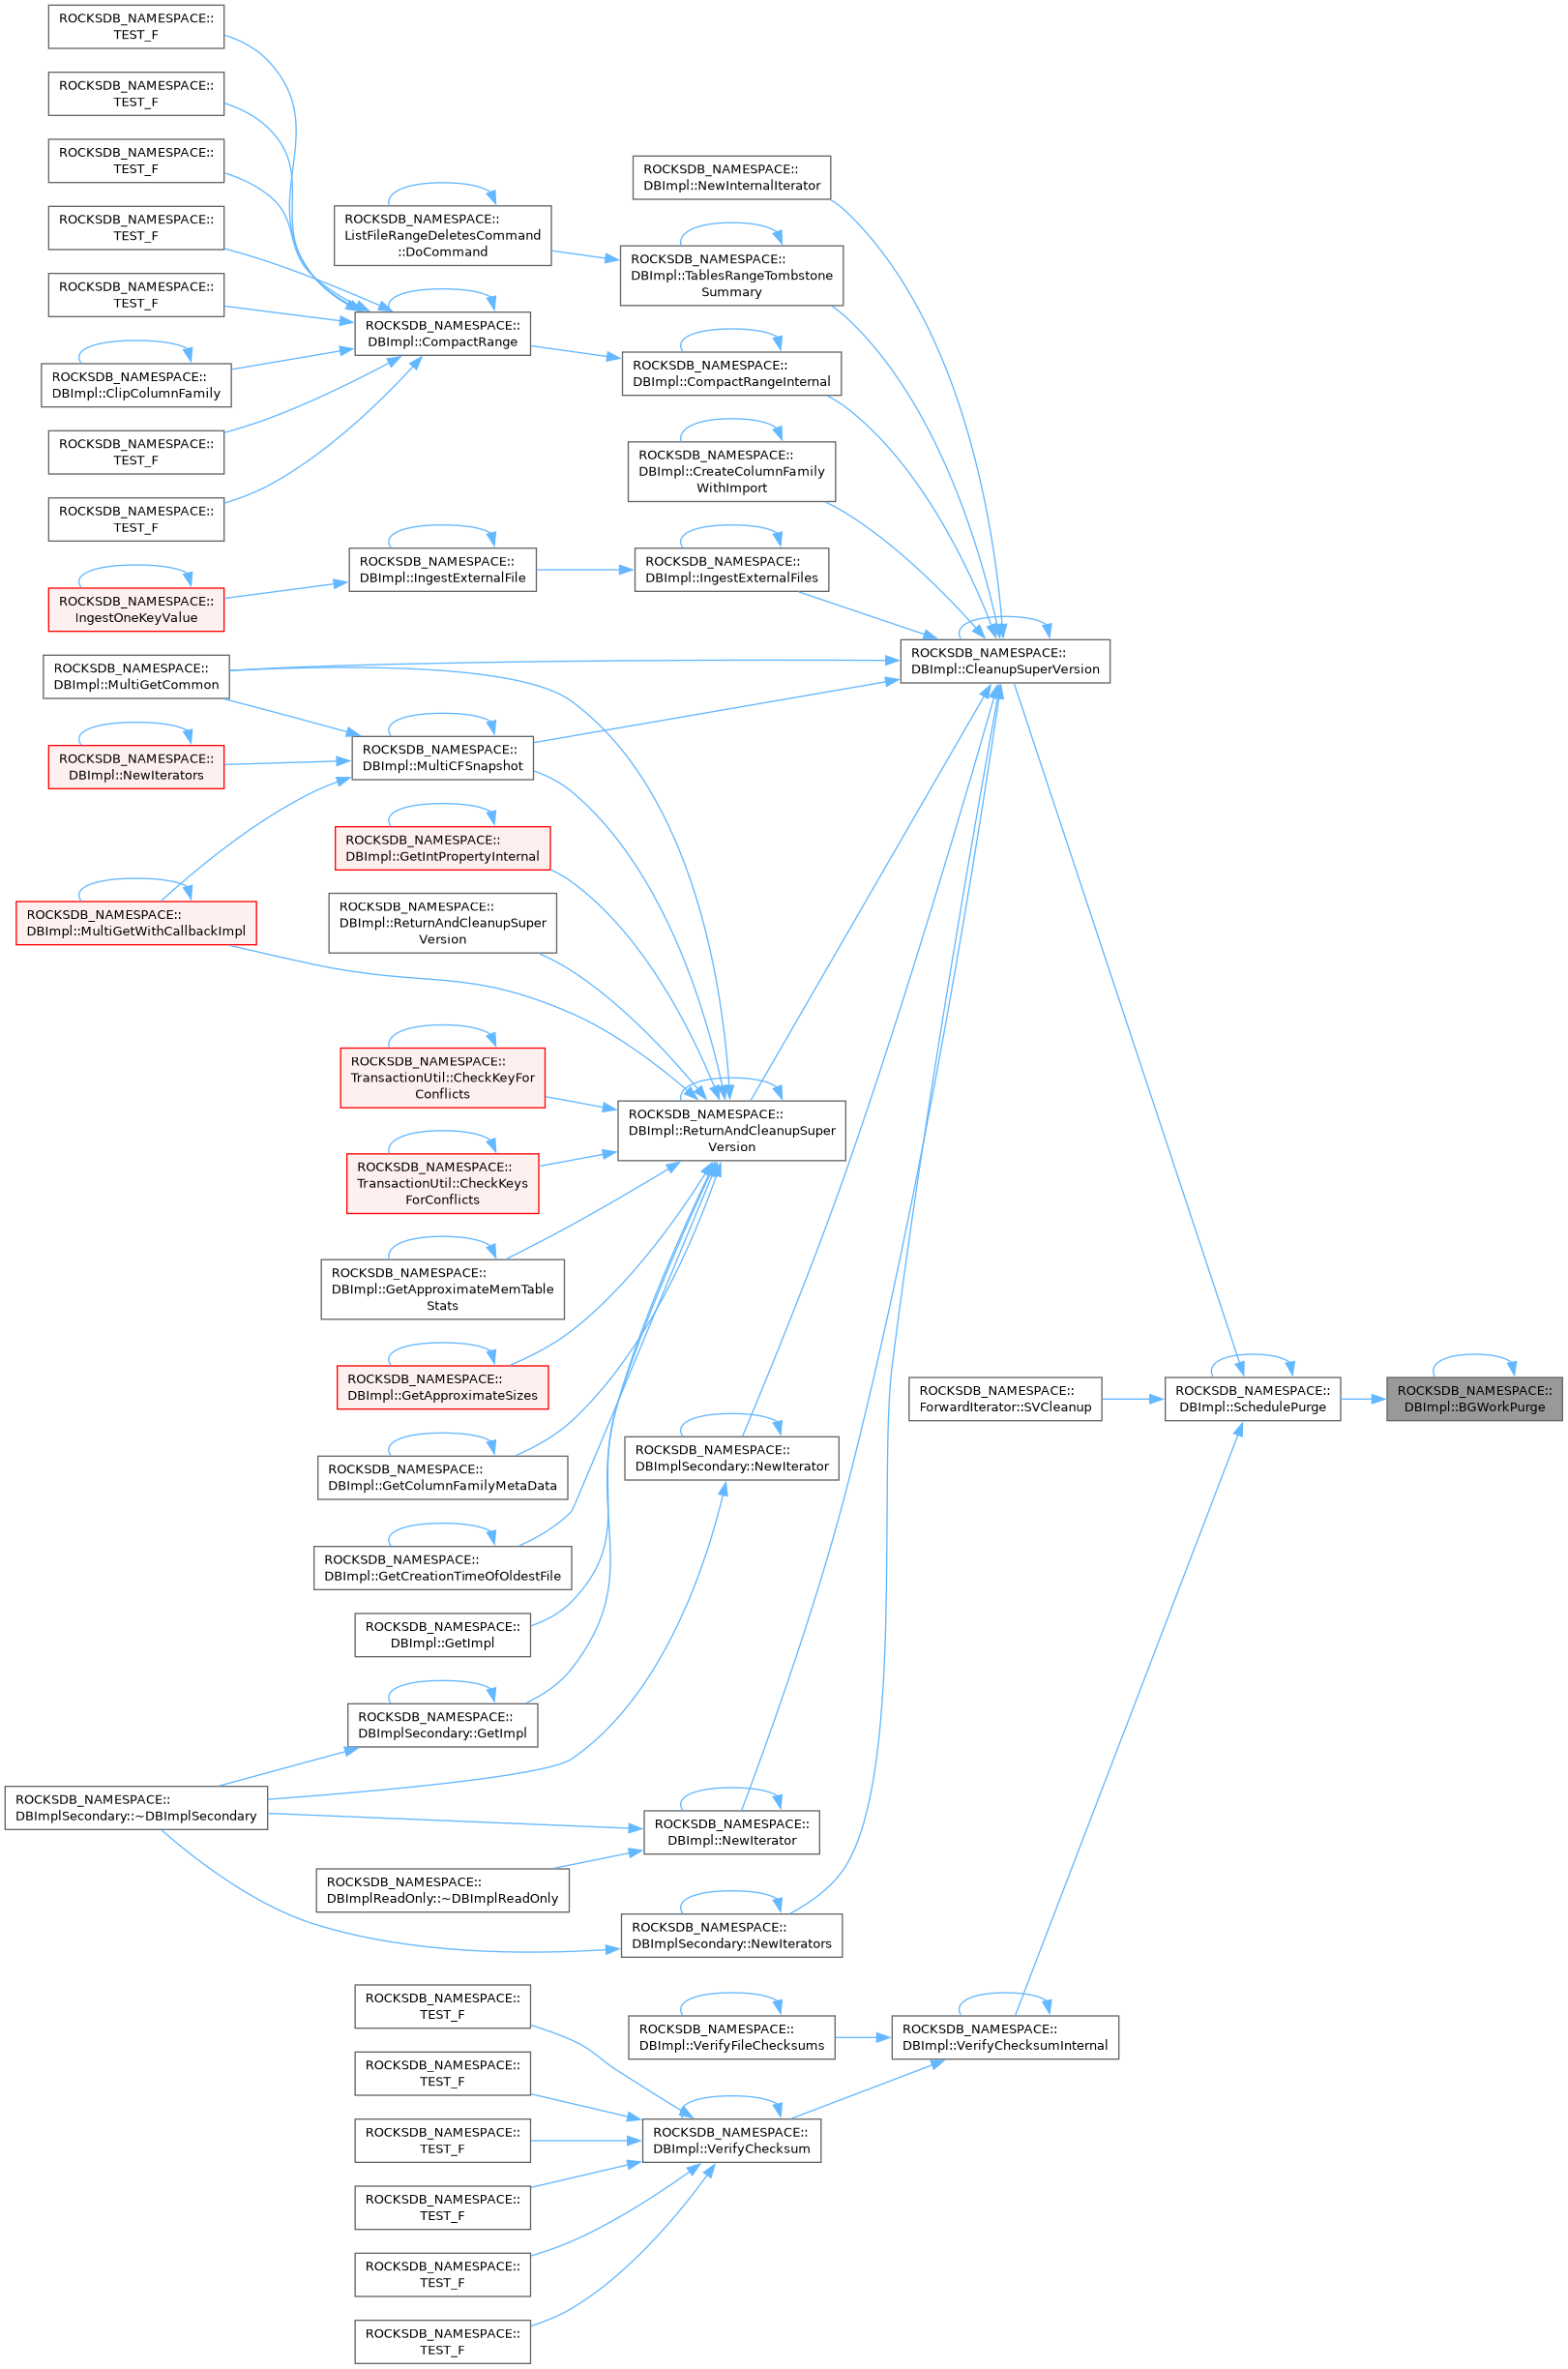 ROCKSDB_NAMESPACE::
TEST_F
ROCKSDB_NAMESPACE::
TEST_F
ROCKSDB_NAMESPACE::
TEST_F
ROCKSDB_NAMESPACE::
TEST_F
ROCKSDB_NAMESPACE::
TEST_F
ROCKSDB_NAMESPACE::
DBImpl::ClipColumnFamily
ROCKSDB_NAMESPACE::
TEST_F
ROCKSDB_NAMESPACE::
TEST_F
ROCKSDB_NAMESPACE::
IngestOneKeyValue
ROCKSDB_NAMESPACE::
DBImpl::MultiGetCommon
ROCKSDB_NAMESPACE::
DBImpl::NewIterators
ROCKSDB_NAMESPACE::
DBImpl::MultiGetWithCallbackImpl
ROCKSDB_NAMESPACE::
DBImplSecondary::~DBImplSecondary
ROCKSDB_NAMESPACE::
ListFileRangeDeletesCommand
::DoCommand
ROCKSDB_NAMESPACE::
DBImpl::CompactRange
ROCKSDB_NAMESPACE::
DBImpl::IngestExternalFile
ROCKSDB_NAMESPACE::
DBImpl::MultiCFSnapshot
ROCKSDB_NAMESPACE::
DBImpl::GetIntPropertyInternal
ROCKSDB_NAMESPACE::
DBImpl::ReturnAndCleanupSuper
Version
ROCKSDB_NAMESPACE::
TransactionUtil::CheckKeyFor
Conflicts
ROCKSDB_NAMESPACE::
TransactionUtil::CheckKeys
ForConflicts
ROCKSDB_NAMESPACE::
DBImpl::GetApproximateMemTable
Stats
ROCKSDB_NAMESPACE::
DBImpl::GetApproximateSizes
ROCKSDB_NAMESPACE::
DBImpl::GetColumnFamilyMetaData
ROCKSDB_NAMESPACE::
DBImpl::GetCreationTimeOfOldestFile
ROCKSDB_NAMESPACE::
DBImpl::GetImpl
ROCKSDB_NAMESPACE::
DBImplSecondary::GetImpl
ROCKSDB_NAMESPACE::
DBImplReadOnly::~DBImplReadOnly
ROCKSDB_NAMESPACE::
TEST_F
ROCKSDB_NAMESPACE::
TEST_F
ROCKSDB_NAMESPACE::
TEST_F
ROCKSDB_NAMESPACE::
TEST_F
ROCKSDB_NAMESPACE::
TEST_F
ROCKSDB_NAMESPACE::
TEST_F
ROCKSDB_NAMESPACE::
DBImpl::NewInternalIterator
ROCKSDB_NAMESPACE::
DBImpl::TablesRangeTombstone
Summary
ROCKSDB_NAMESPACE::
DBImpl::CompactRangeInternal
ROCKSDB_NAMESPACE::
DBImpl::CreateColumnFamily
WithImport
ROCKSDB_NAMESPACE::
DBImpl::IngestExternalFiles
ROCKSDB_NAMESPACE::
DBImpl::ReturnAndCleanupSuper
Version
ROCKSDB_NAMESPACE::
DBImplSecondary::NewIterator
ROCKSDB_NAMESPACE::
DBImpl::NewIterator
ROCKSDB_NAMESPACE::
DBImplSecondary::NewIterators
ROCKSDB_NAMESPACE::
DBImpl::VerifyFileChecksums
ROCKSDB_NAMESPACE::
DBImpl::VerifyChecksum
ROCKSDB_NAMESPACE::
DBImpl::CleanupSuperVersion
ROCKSDB_NAMESPACE::
ForwardIterator::SVCleanup
ROCKSDB_NAMESPACE::
DBImpl::VerifyChecksumInternal
ROCKSDB_NAMESPACE::
DBImpl::SchedulePurge
ROCKSDB_NAMESPACE::
DBImpl::BGWorkPurge